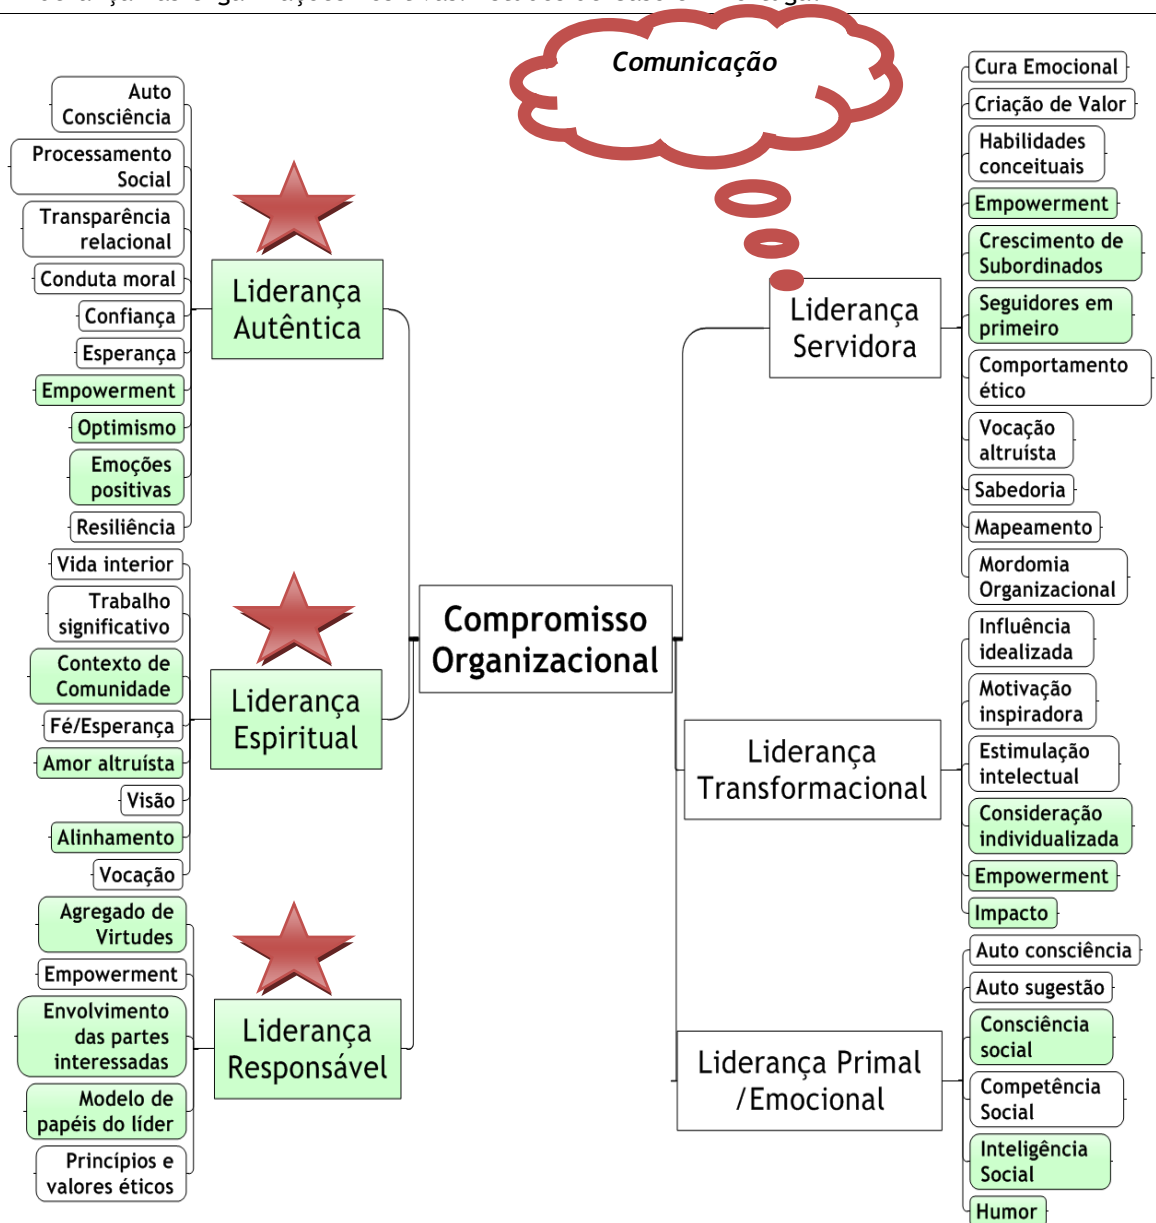 Comunicação
Auto
Consciência
Processamento
Social
Transparência
relacional
Conduta moral
Confiança
Esperança
Empowerment
Optimismo
Emoções
positivas
Resiliência
Liderança
Autêntica
Vida interior
Trabalho
significativo
Contexto de
Comunidade
Fé/Esperança
Amor altruísta
Visão
Alinhamento
Vocação
Liderança
Espiritual
Agregado de
Virtudes
Empowerment
Envolvimento
das partes
interessadas
Modelo de
papéis do líder
Princípios e
valores éticos
Liderança
Responsável
Compromisso
Organizacional
Liderança
Servidora
Cura Emocional
Criação de Valor
Habilidades
conceituais
Empowerment
Crescimento de
Subordinados
Seguidores em
primeiro
Comportamento
ético
Vocação
altruísta
Sabedoria
Mapeamento
Mordomia
Organizacional
Liderança
Transformacional
Influência
idealizada
Motivação
inspiradora
Estimulação
intelectual
Consideração
individualizada
Empowerment
Impacto
Liderança Primal
/Emocional
Auto consciência
Auto sugestão
Consciência
social
Competência
Social
Inteligência
Social
Humor